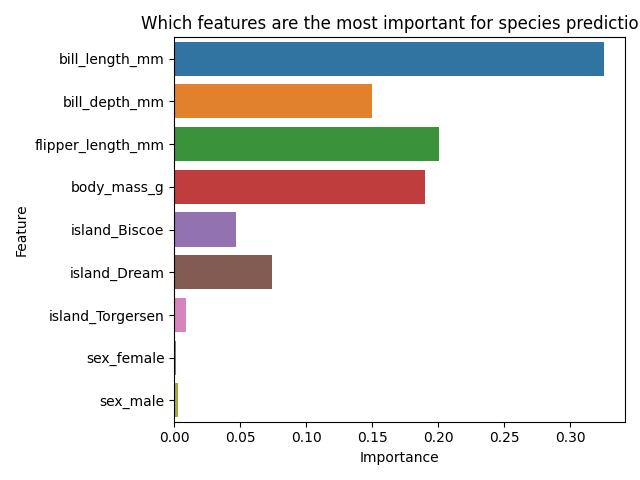 Which features are the most important for species predictio
bill_length_mm
bill_depth_mm
flipper_length_mm
body_mass_g
island_Biscoe
island_Dream
island_Torgersen
sex_female
sex_male
Feature
0.00 0.05 0.10 0.15 0.20 0.25 0.30
Importance